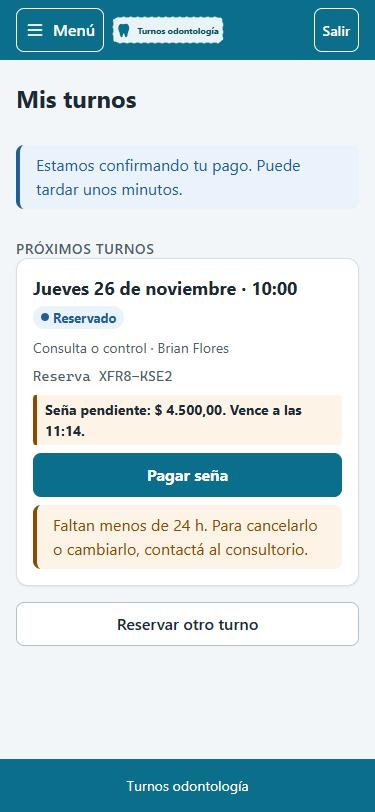 Menú
Turnos odontología
Salir
Mis turnos
Estamos confirmando tu pago. Puede
tardar unos minutos.
PRÓXIMOS TURNOS
Jueves 26 de noviembre · 10:00
Reservado
Consulta o control · Brian Flores
Reserva XFR8-KSE2
Seña pendiente: $ 4.500,00. Vence a las
11:14.
Pagar seña
Faltan menos de 24 h. Para cancelarlo
o cambiarlo, contactá al consultorio.
Reservar otro turno
Turnos odontología